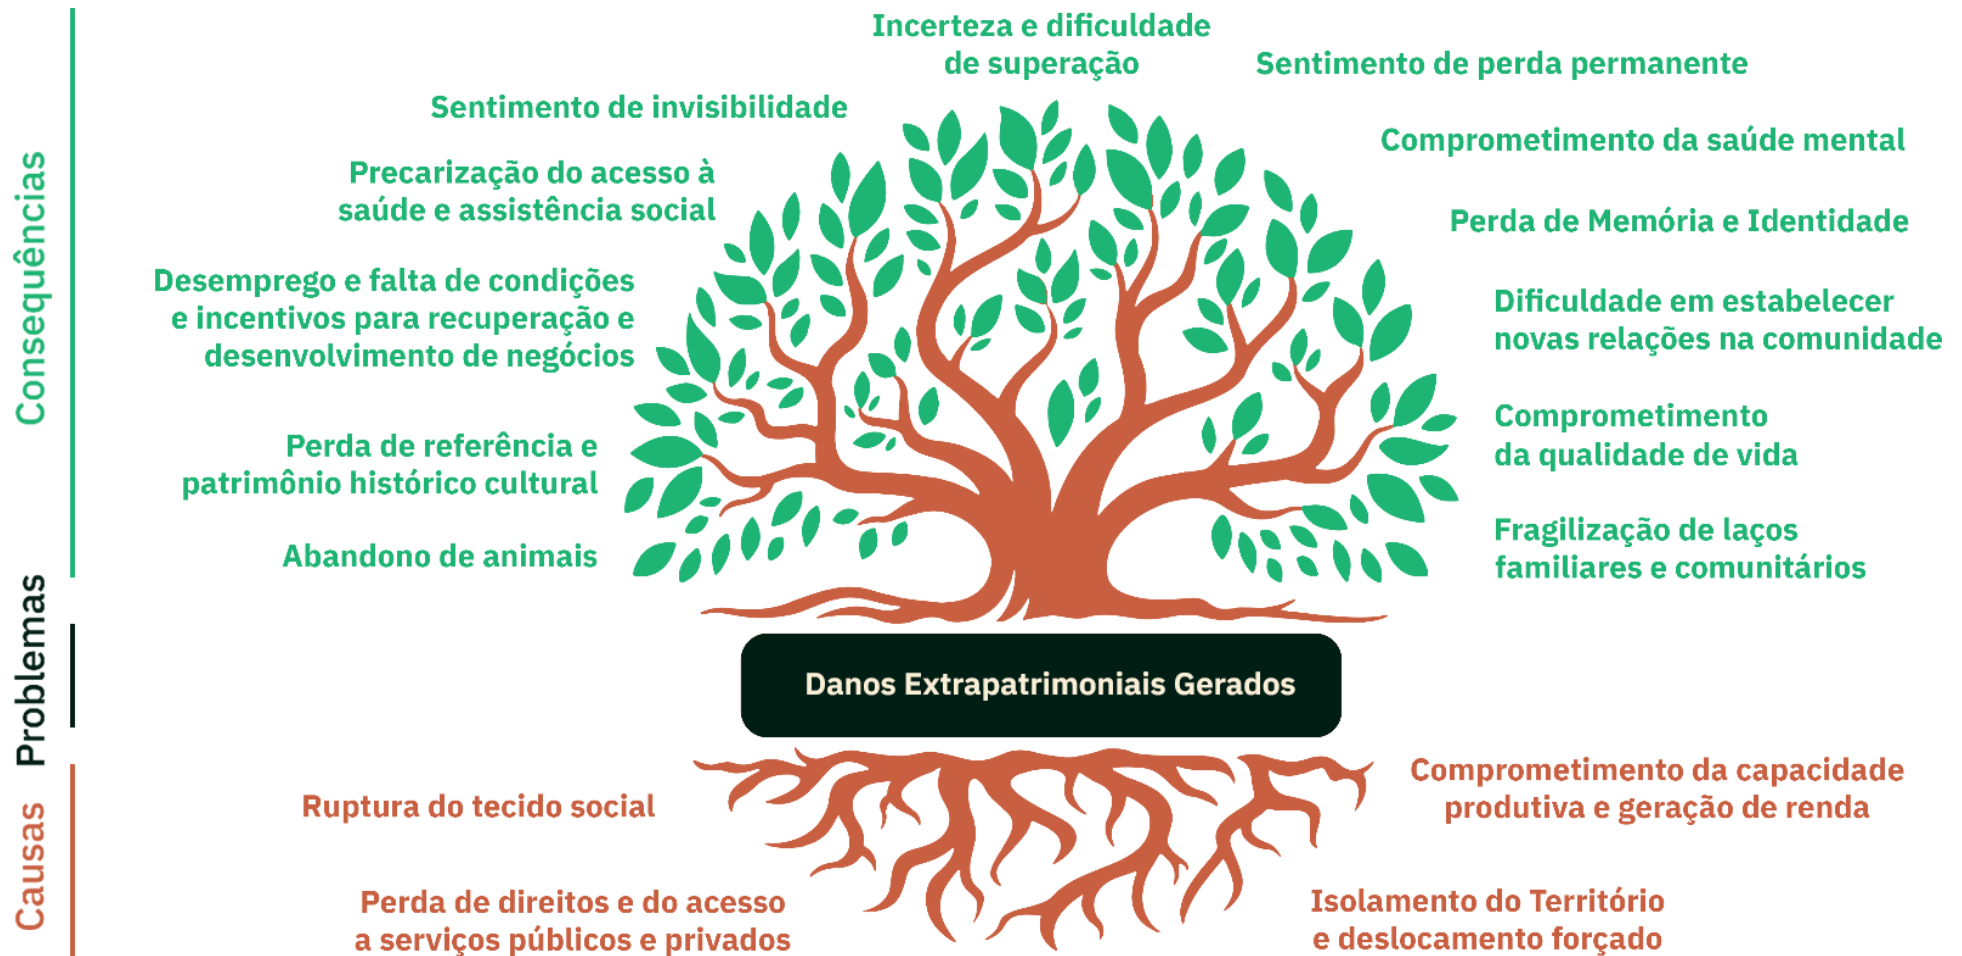 Consequências
Incerteza e dificuldade
de superação
Sentimento de perda permanente
Sentimento de invisibilidade
Comprometimento da saúde mental
Precarização do acesso à
saúde e assistência social
Perda de Memória e Identidade
Desemprego e falta de condições
e incentivos para recuperação e
desenvolvimento de negócios
Dificuldade em estabelecer
novas relações na comunidade
Perda de referência e
patrimônio histórico cultural
Comprometimento
da qualidade de vida
Abandono de animais
Fragilização de laços
familiares e comunitários
Problemas
Danos Extrapatrimoniais Gerados
Causas
Ruptura do tecido social
Comprometimento da capacidade
produtiva e geração de renda
Perda de direitos e do acesso
a serviços públicos e privados
Isolamento do Território
e deslocamento forçado